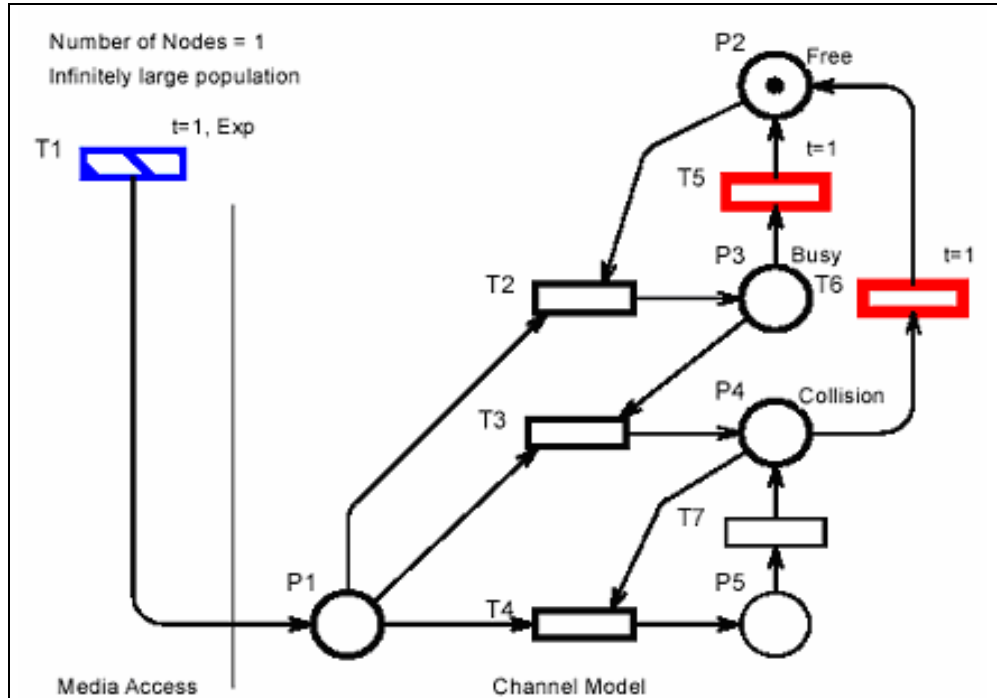 Number of Nodes = 1
Infinitely large population
P2
Free
t=1, Exp
T1
t=1
T5
P3
Busy
t=1
T2
T6
P4
Collision
T3
T7
P1
P5
T4
Media Access
Channel Model